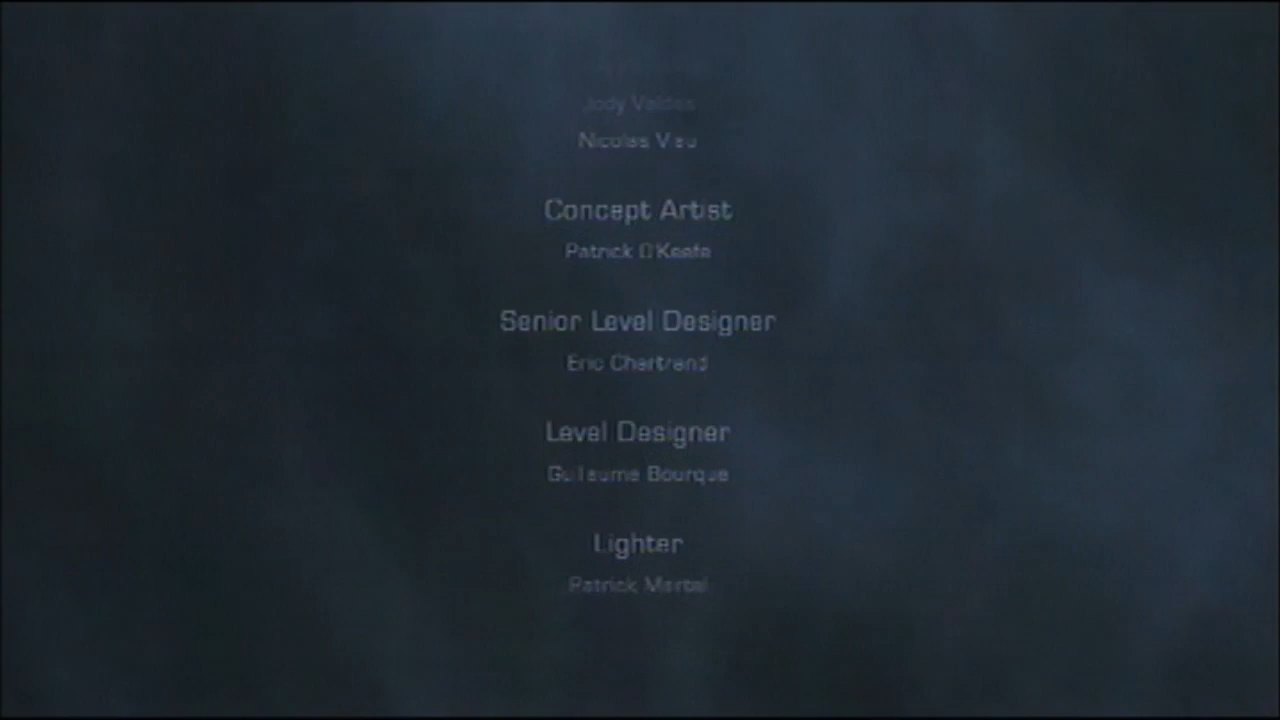 Jody Valdes
Nicolas Viau
Concept Artist
Patrick O'Keefe
Senior Level Designer
Eric Chartrand
Level Designer
Guillaume Bourque
Lighter
Patrick Martel